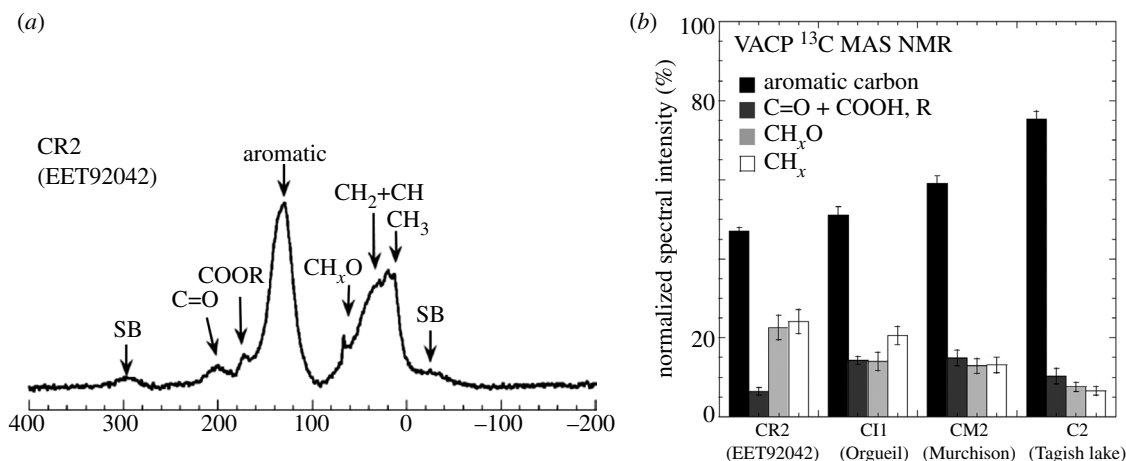 (a)
CR2
(EET92042)
aromatic
CH2+CH
CH3
CHxO
COOR
C=O
SB
SB
400 300 200 100 0 –100 –200
(b)
VACP 13C MAS NMR
aromatic carbon
C=O + COOH, R
CHxO
CHx
normalized spectral intensity (%)
100
80
20
0
CR2 CI1 CM2 C2
(EET92042) (Orgueil) (Murchison) (Tagish lake)